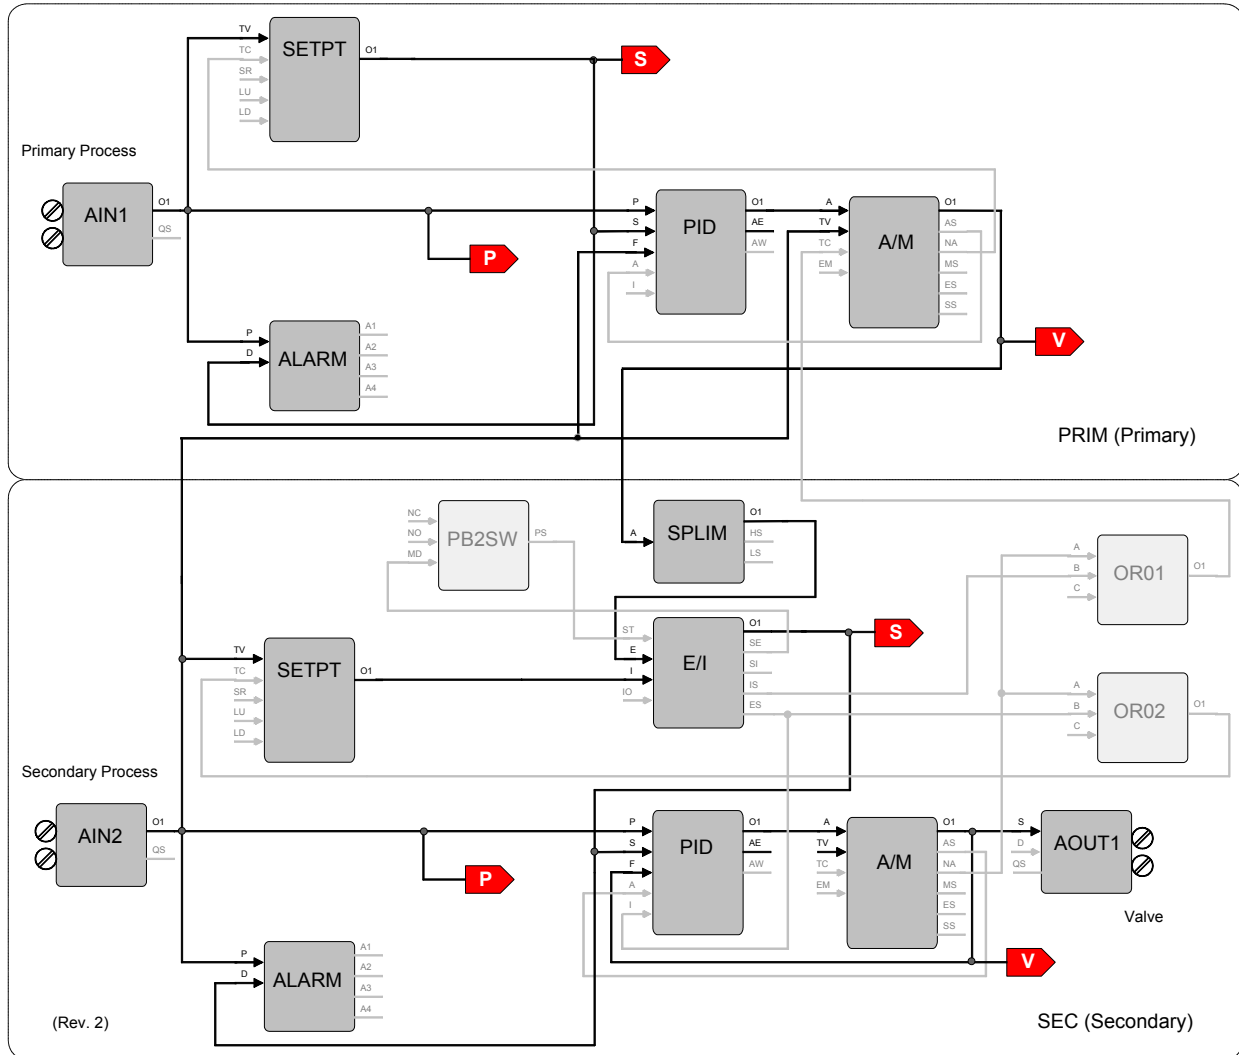 TV
TC
SR
LU
LD
SETPT
O1
S
Primary Process
AIN1
O1
QS
P
P
D
ALARM
A1
A2
A3
A4
P
S
F
A
I
PID
O1
AE
AW
A
TV
TC
EM
A/M
O1
AS
NA
MS
ES
SS
V
PRIM (Primary)
NC
NO
MD
PB2SW
PS
A
SPLIM
O1
HS
LS
A
B
C
OR01
O1
TV
TC
SR
LU
LD
SETPT
O1
ST
E
I
IO
E/I
O1
SE
SI
IS
ES
S
A
B
C
OR02
O1
Secondary Process
AIN2
O1
QS
P
P
S
F
A
I
PID
O1
AE
AW
A
TV
TC
EM
A/M
O1
AS
NA
MS
ES
SS
S
D
QS
AOUT1
Valve
V
P
D
ALARM
A1
A2
A3
A4
(Rev. 2)
SEC (Secondary)